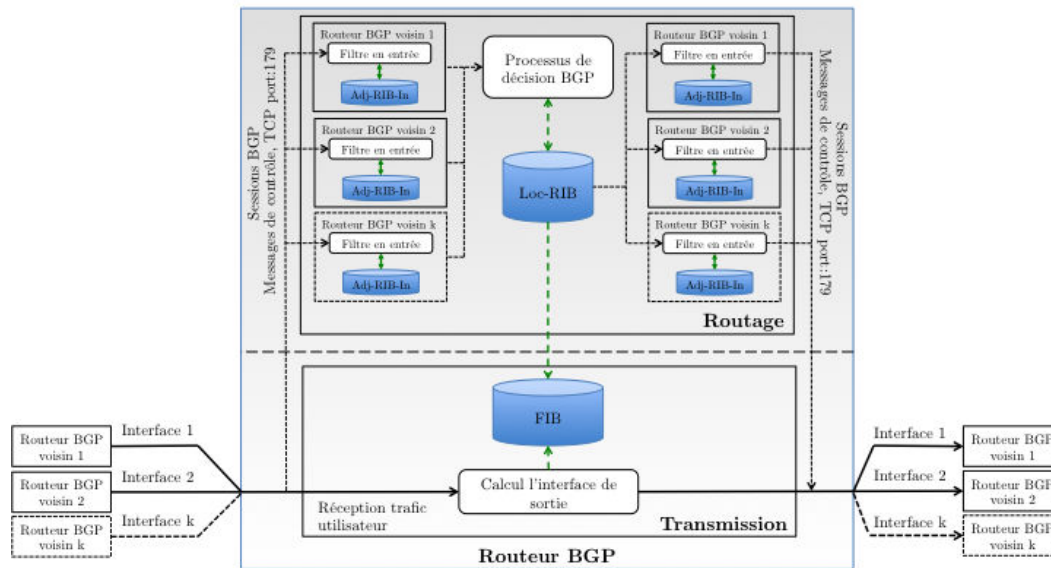 Sessions BGP
Messages de contrôle, TCP port:179
Routeur BGP voisin 1
Filtre en entrée
Adj-RIB-In
Routeur BGP voisin 2
Filtre en entrée
Adj-RIB-In
Routeur BGP voisin k
Filtre en entrée
Adj-RIB-In
Processus de
décision BGP
Loc-RIB
Routeur BGP voisin 1
Filtre en entrée
Adj-RIB-In
Routeur BGP voisin 2
Filtre en entrée
Adj-RIB-In
Routeur BGP voisin k
Filtre en entrée
Adj-RIB-In
Sessions BGP
Messages de contrôle, TCP port:179
Routage
FIB
Calcul l'interface de
sortie
Réception trafic
utilisateur
Transmission
Routeur BGP
Routeur BGP
voisin 1
Interface 1
Routeur BGP
voisin 2
Interface 2
Routeur BGP
voisin k
Interface k
Interface 1
Routeur BGP
voisin 1
Interface 2
Routeur BGP
voisin 2
Interface k
Routeur BGP
voisin k